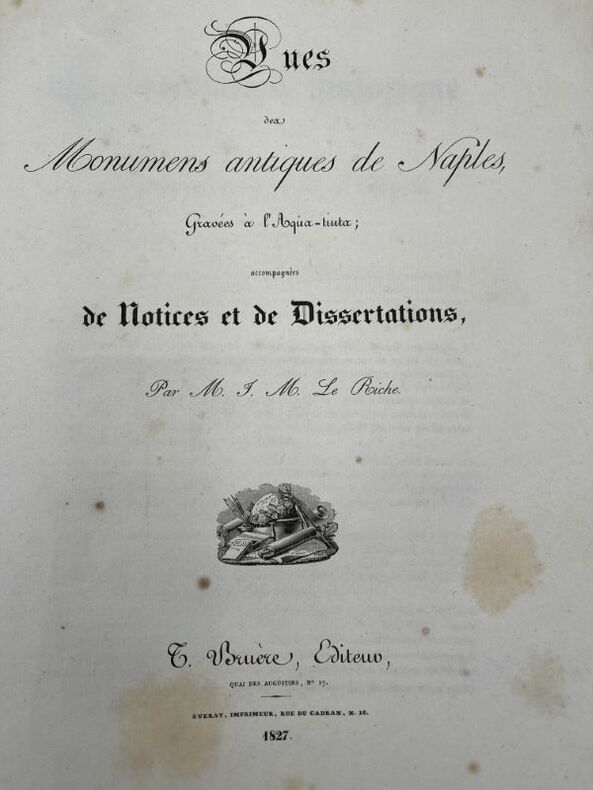 Vues
des
Monumens antiques de Naples,
Gravées à l'Aqua-tinta;
accompagnées
de Notices et de Dissertations,
Par M. J. M. Le Riche.
T. Bruère, Editeur,
QUAI DES AUGUSTINS, N° 17.
EVERAT, IMPRIMEUR, RUE DU CADRAN, N. 16.
1827.